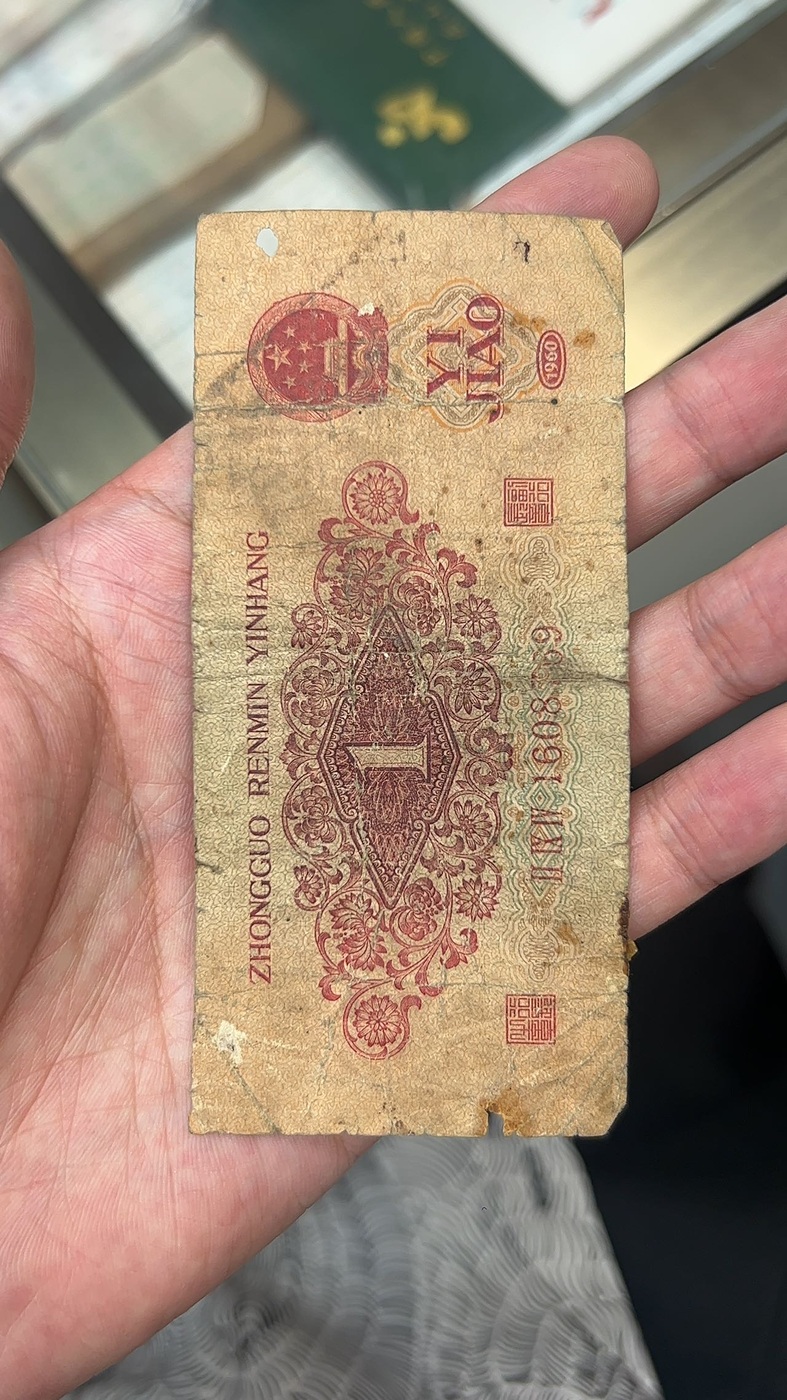 ZHONGGUO RENMIN YINHANG
YI
JIAO
1960
1